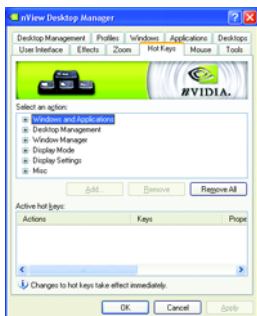 nView Desktop Manager
Desktop Management Profiles Windows Applications Desktops
User Interface Effects Zoom Hot Keys Mouse Tools
NVIDIA.
Select an action:
Windows and Applications
Desktop Management
Window Manager
Display Mode
Display Settings
Misc
Add... Remove Remove All
Active hot keys:
Actions Keys Prope
Changes to hot keys take effect immediately.
OK Cancel Apply